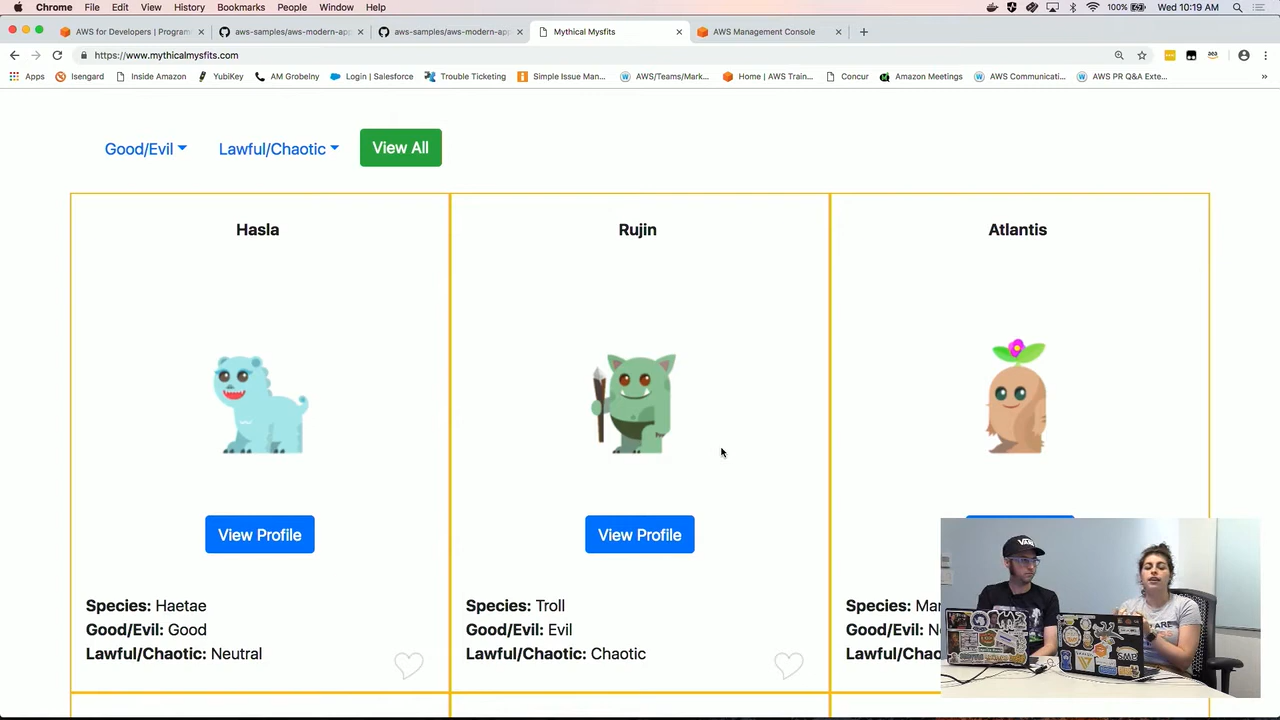 Chrome File Edit View History Bookmarks People Window Help 100% Wed 10:19 AM
AWS for Developers | Program aws-samples/aws-modern-app aws-samples/aws-modern-app Mythical Mysfits AWS Management Console
https://www.mythicalmysfits.com
Apps Isengard Inside Amazon YubiKey AM Grobelny Login | Salesforce Trouble Ticketing Simple Issue Man... AWS/Teams/Mark... Home | AWS Train... Concur Amazon Meetings AWS Communicati... AWS PR Q&A Exte...
Good/Evil Lawful/Chaotic View All
Hasla Rujin Atlantis
View Profile View Profile
Species: Haetae Species: Troll Species: Man
Good/Evil: Good Good/Evil: Evil Good/Evil: Ne
Lawful/Chaotic: Neutral Lawful/Chaotic: Chaotic Lawful/Chao